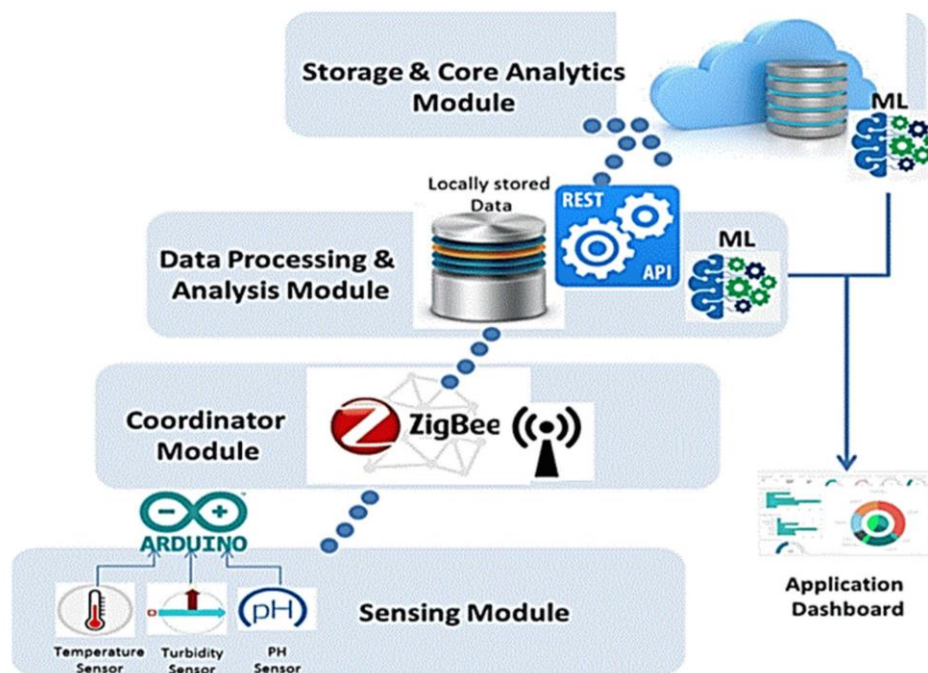 Storage & Core Analytics
Module
ML
Locally stored
Data
REST
API
Data Processing &
Analysis Module
ML
Coordinator
Module
ZigBee
ARDUINO
pH
Temperature
Sensor
Turbidity
Sensor
PH
Sensor
Sensing Module
Application
Dashboard